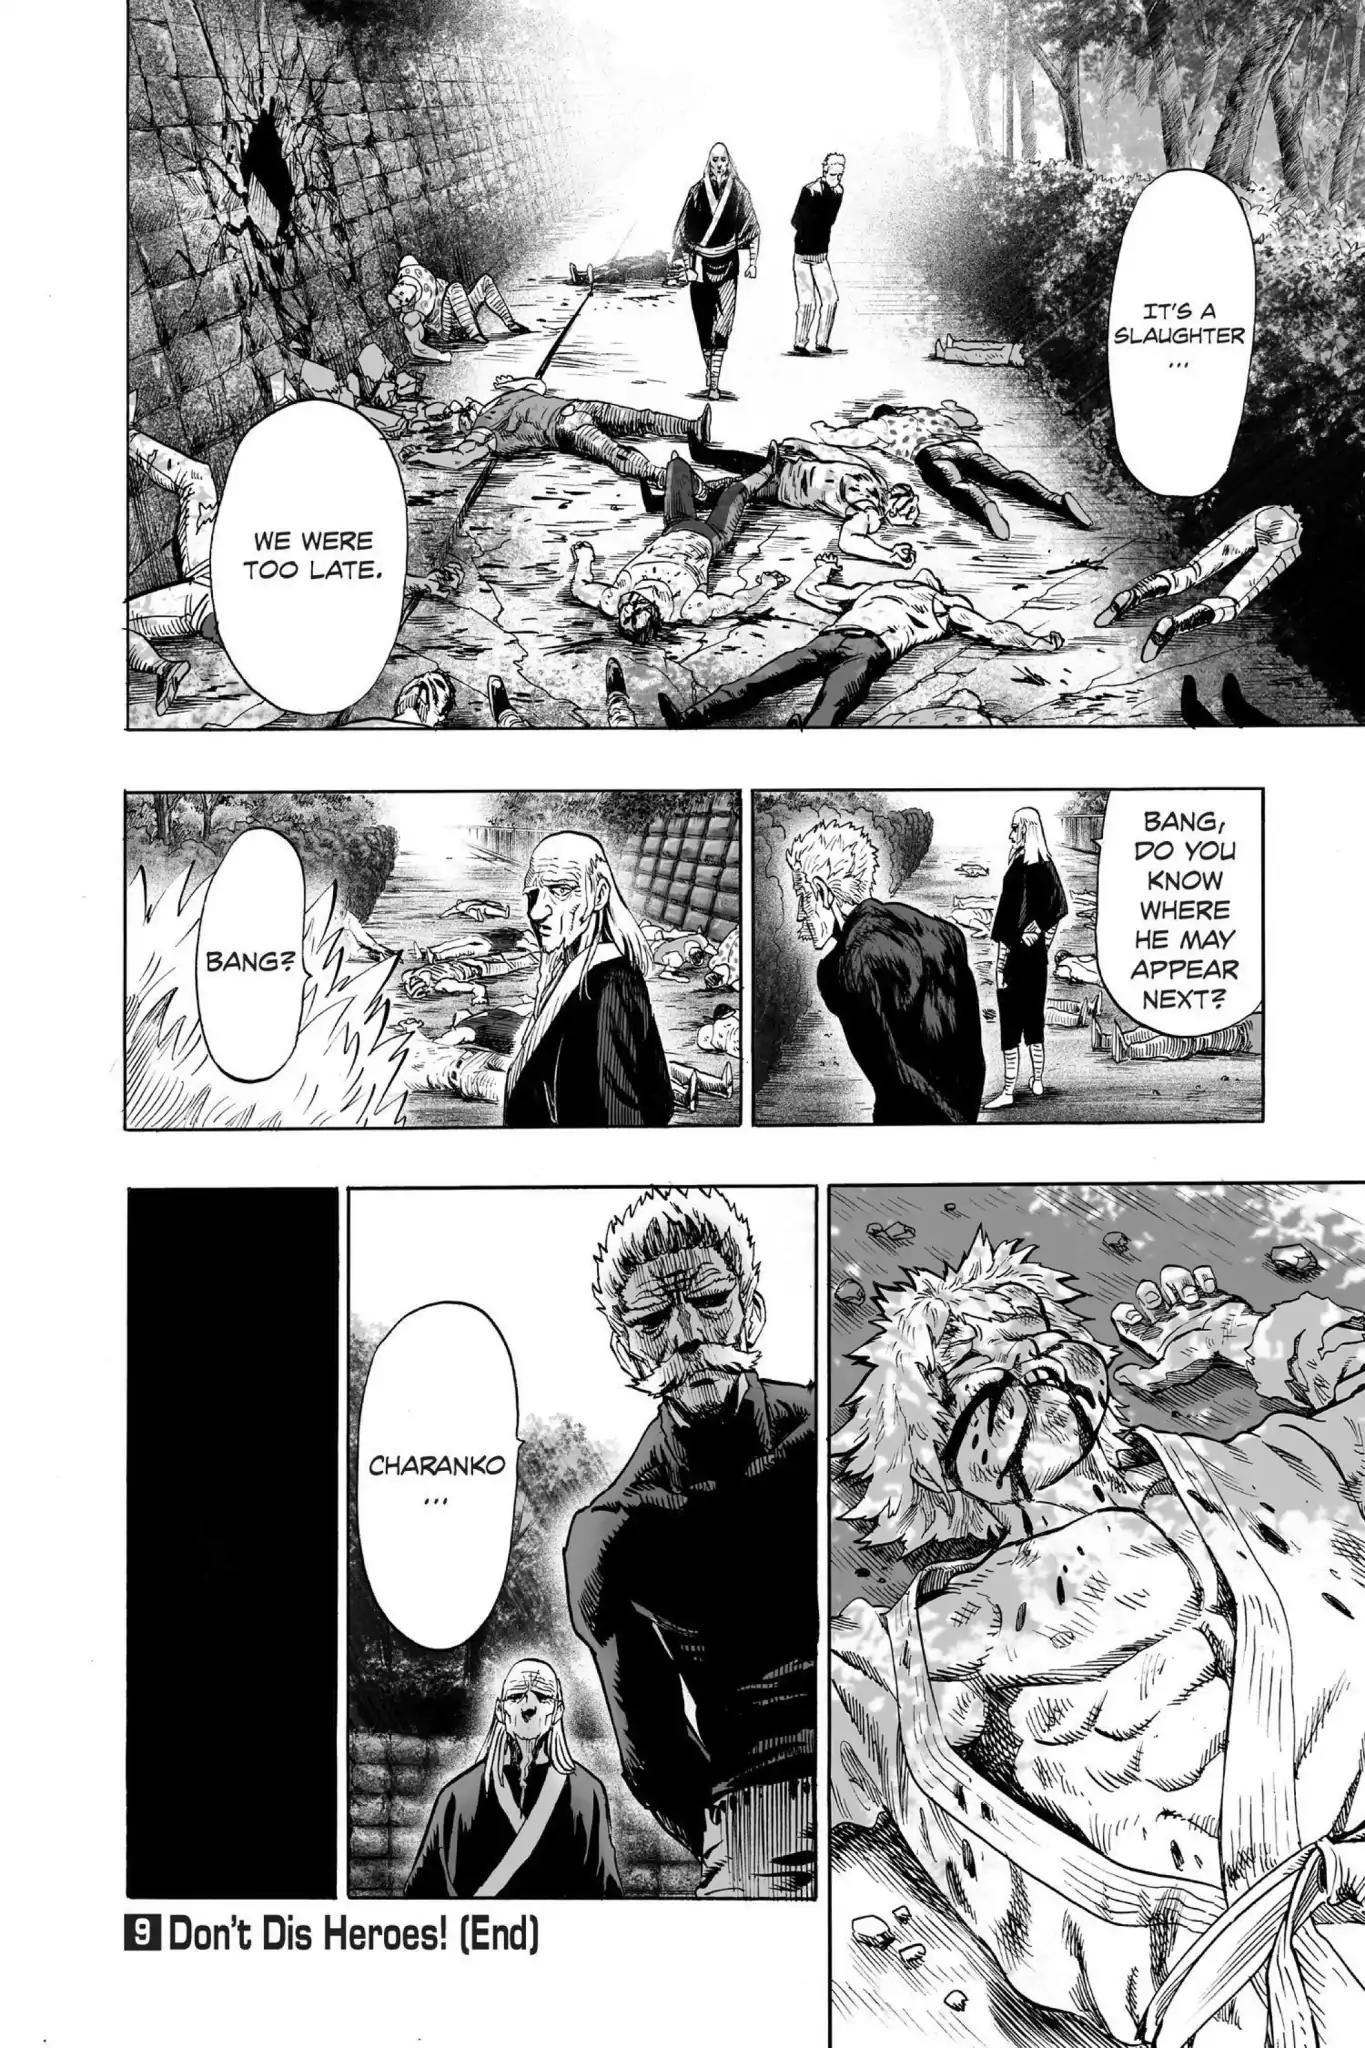 IT'S A
SLAUGHTER
...
WE WERE
TOO LATE.
BANG,
DO YOU
KNOW
WHERE
HE MAY
APPEAR
NEXT?
BANG?
CHARANKO
...
9 Don't Dis Heroes! (End)